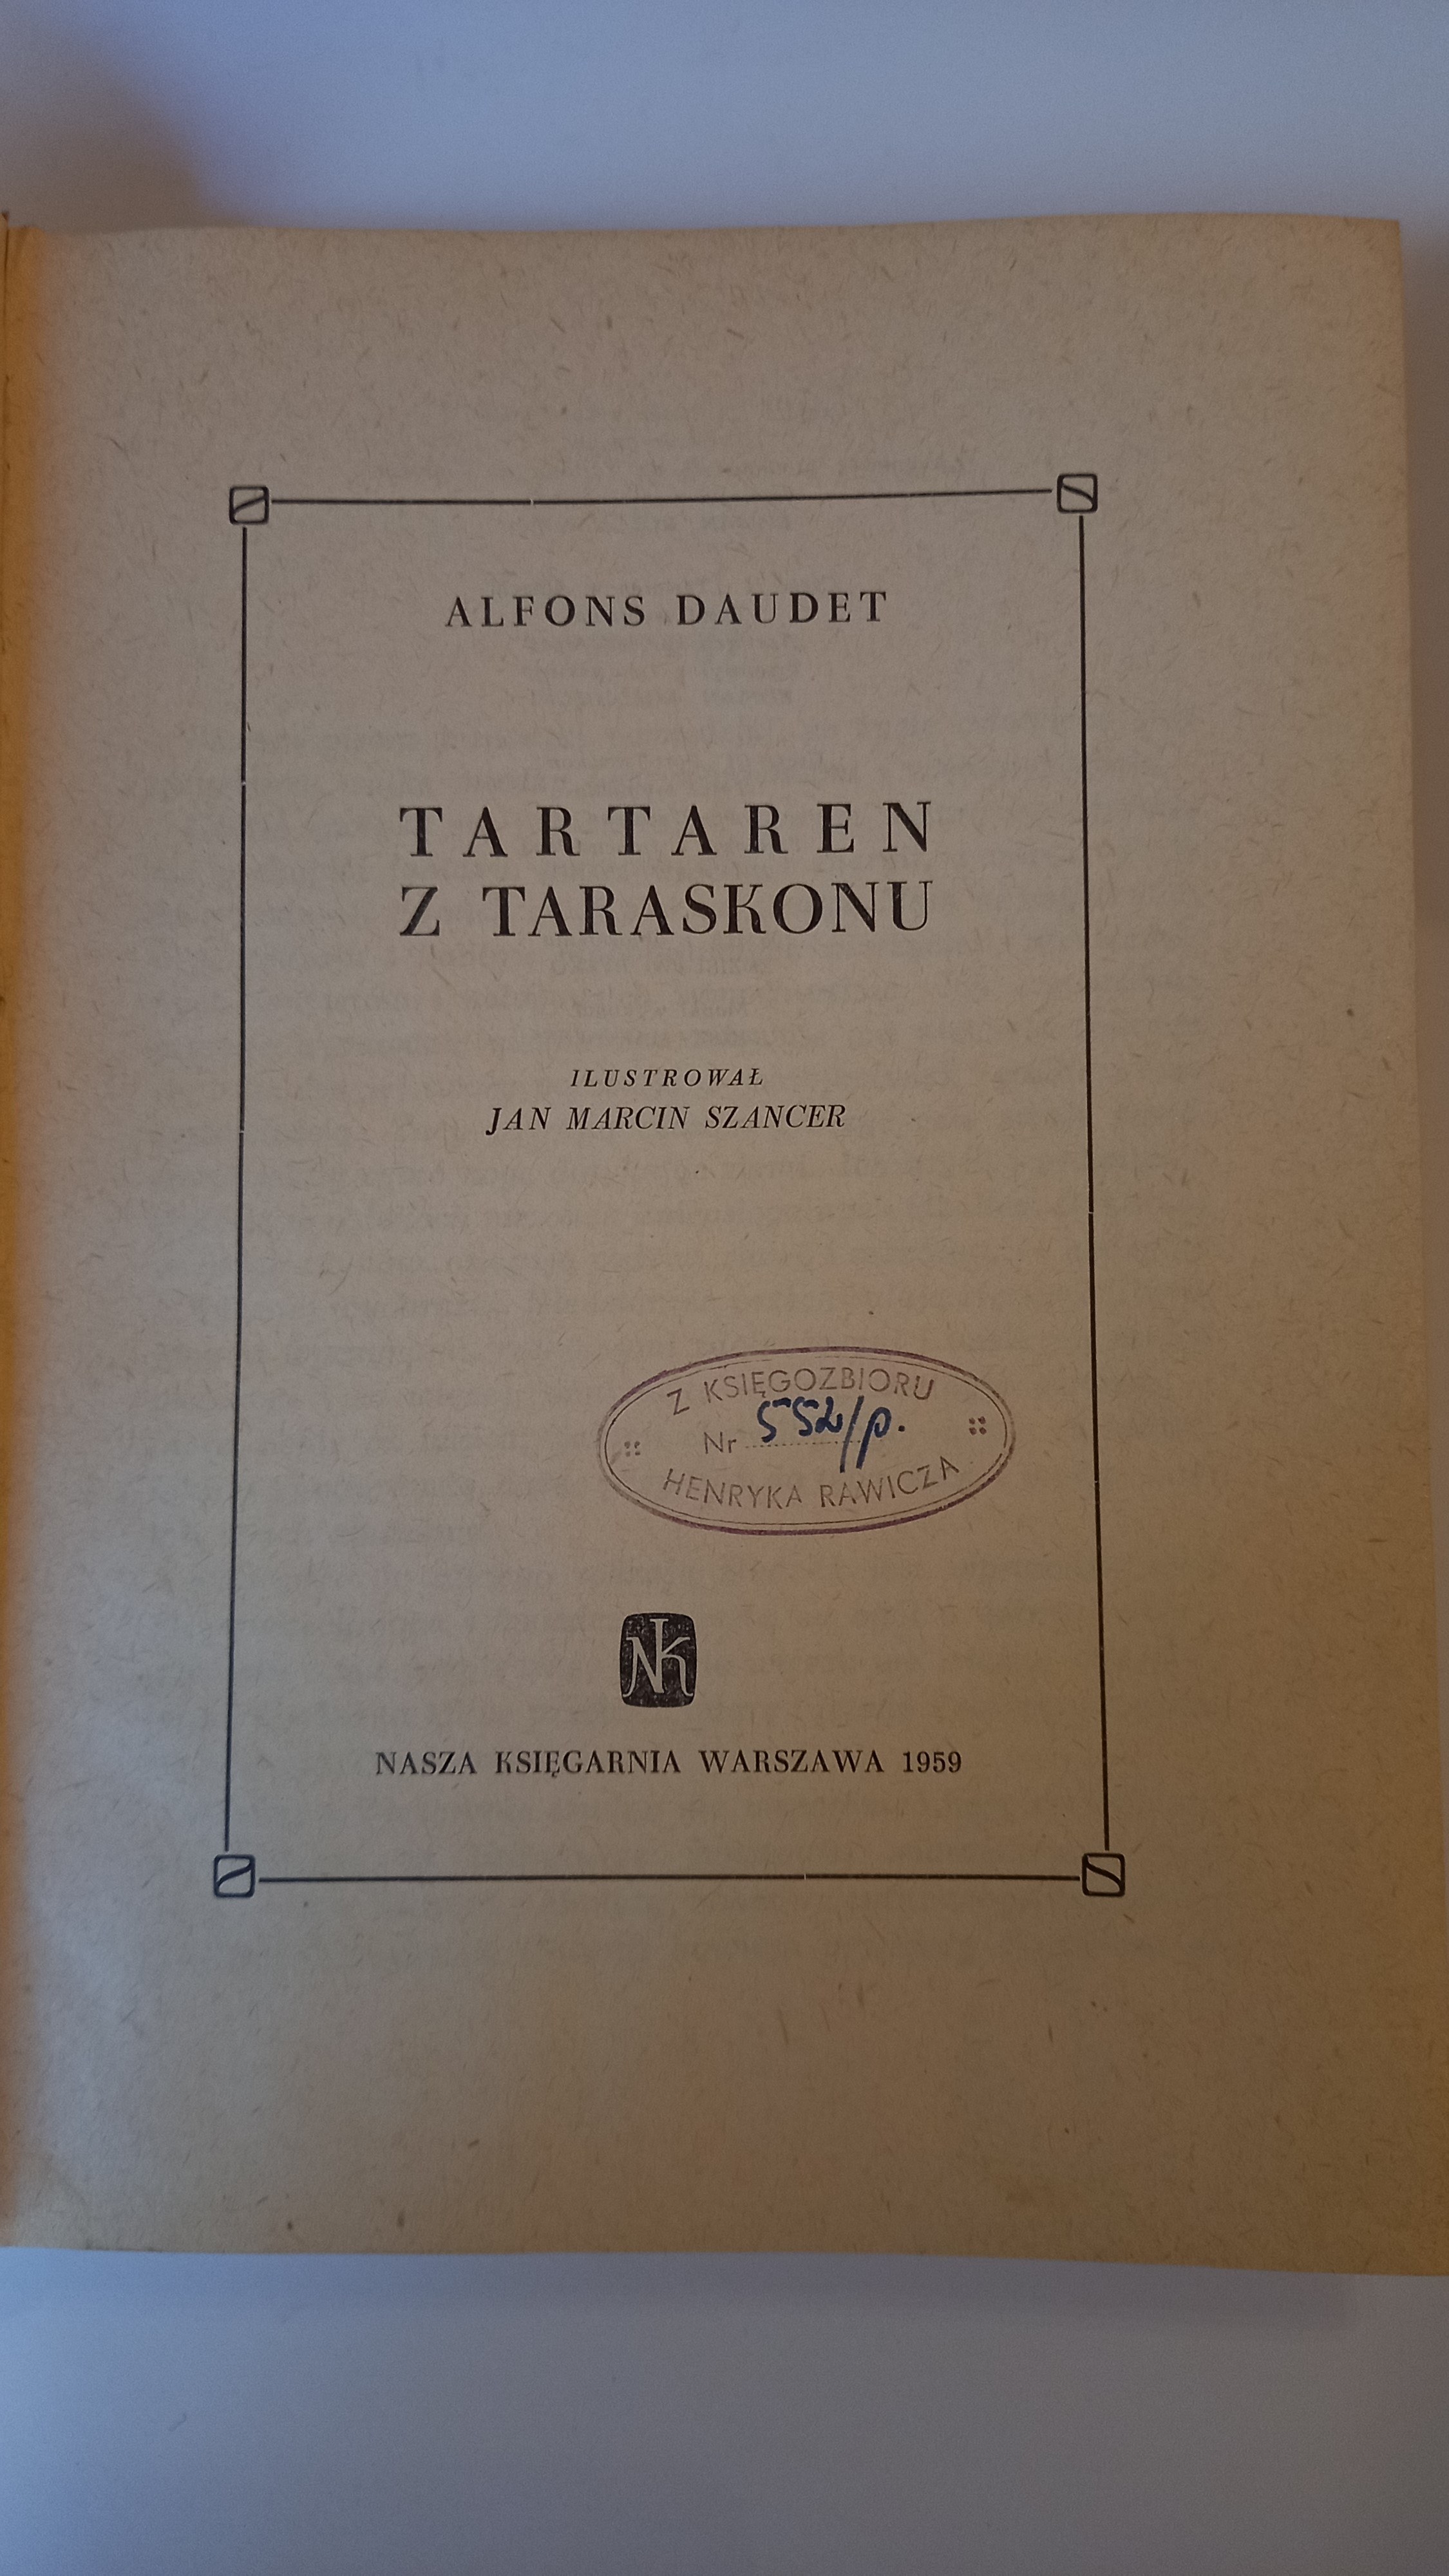 ALFONS DAUDET
TARTAREN
Z TARASKONU
ILUSTROWAŁ
JAN MARCIN SZANCER
Z KSIĘGOZBIORU
Nr 552/p.
HENRYKA RAWICZA
NK
NASZA KSIĘGARNIA WARSZAWA 1959